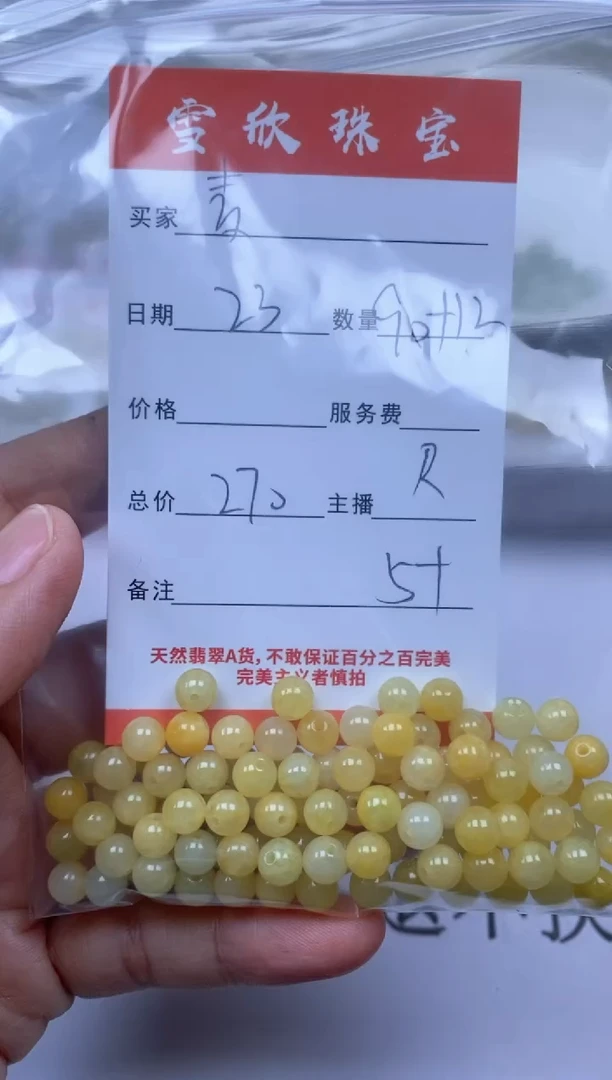 雪欣珠宝
买家 麦
日期 23 数量 90+12
价格 服务费
总价 270 主播 R
备注 5+
天然翡翠A货,不敢保证百分之百完美
完美主义者慎拍